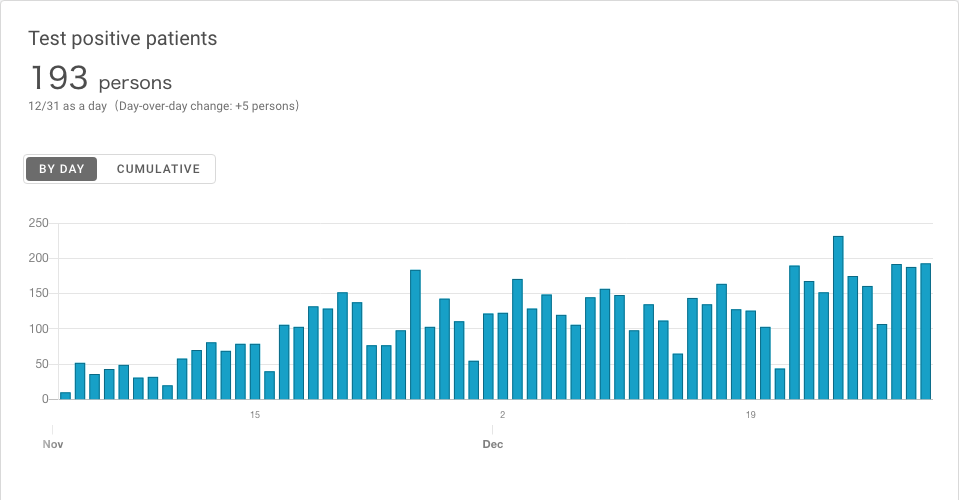 Test positive patients
193 persons
12/31 as a day（Day-over-day change: +5 persons）
BY DAY CUMULATIVE
250
200
150
100
50
0
15 2 19
Nov Dec